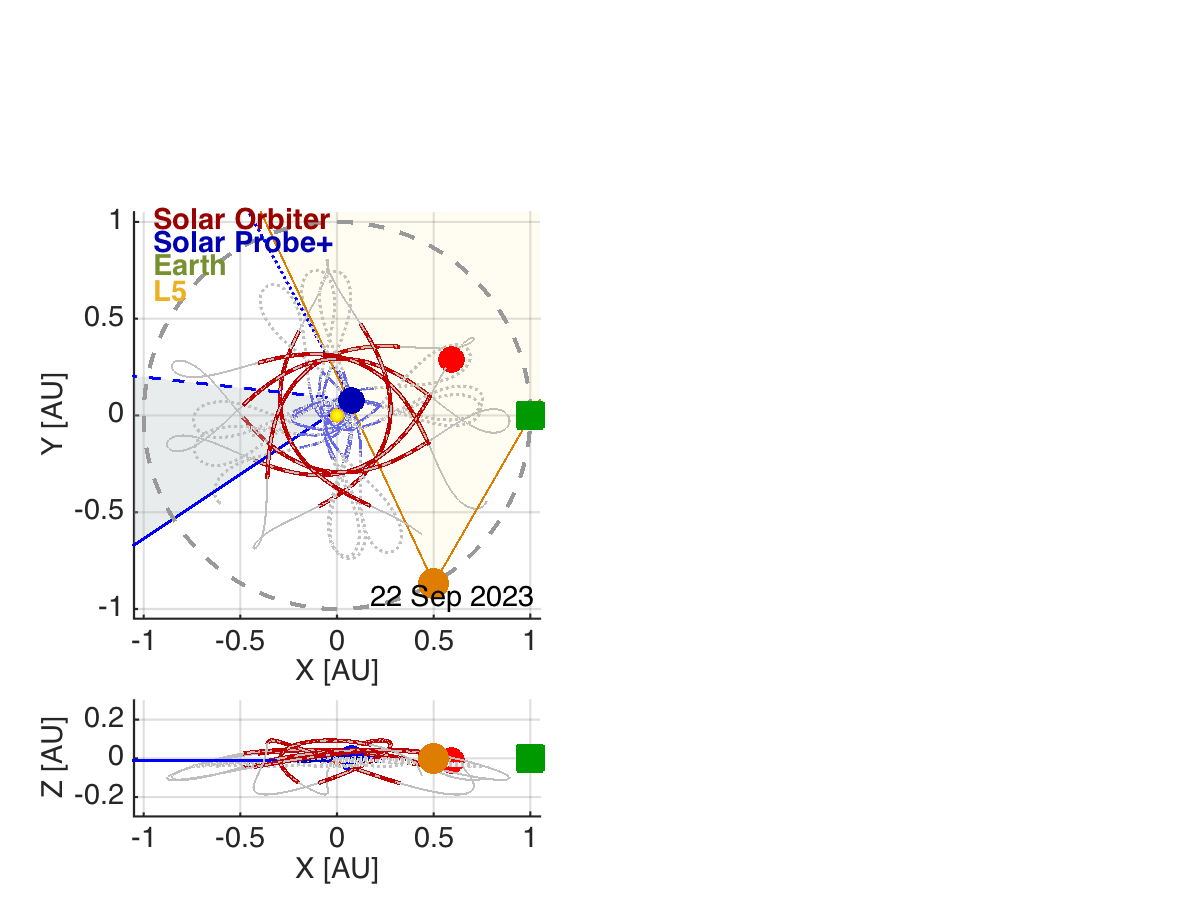 Solar Orbiter
Solar Probe+
Earth
L5
1
0.5
0
-0.5
-1
Y [AU]
22 Sep 2023
-1 -0.5 0 0.5 1
X [AU]
0.2
0
-0.2
Z [AU]
-1 -0.5 0 0.5 1
X [AU]